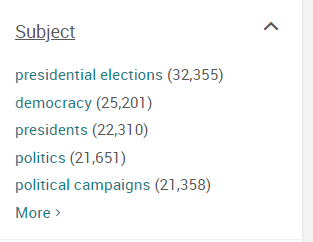 Subject
presidential elections (32,355)
democracy (25,201)
presidents (22,310)
politics (21,651)
political campaigns (21,358)
More ›